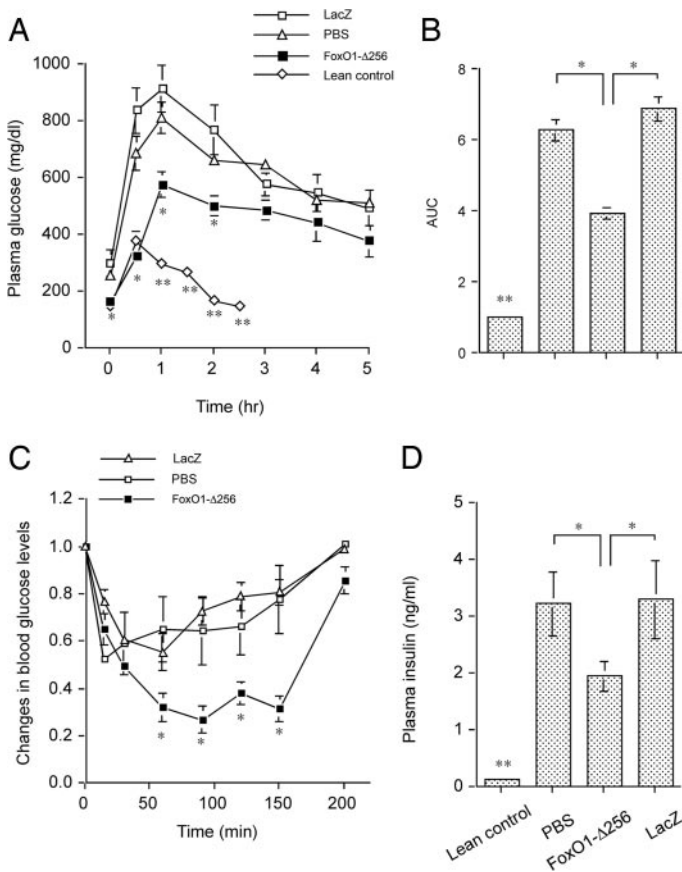 A
LacZ
PBS
FoxO1-Δ256
Lean control
1000
800
600
400
200
0
Plasma glucose (mg/dl)
* * * * ** ** ** **
0 1 2 3 4 5
Time (hr)
B
8
6
4
2
0
AUC
** * *
C
LacZ
PBS
FoxO1-Δ256
1.2
1.0
0.8
0.6
0.4
0.2
0.0
Changes in blood glucose levels
* * * *
0 50 100 150 200
Time (min)
D
5
4
3
2
1
0
Plasma insulin (ng/ml)
** * *
Lean control
PBS
FoxO1-Δ256
LacZ